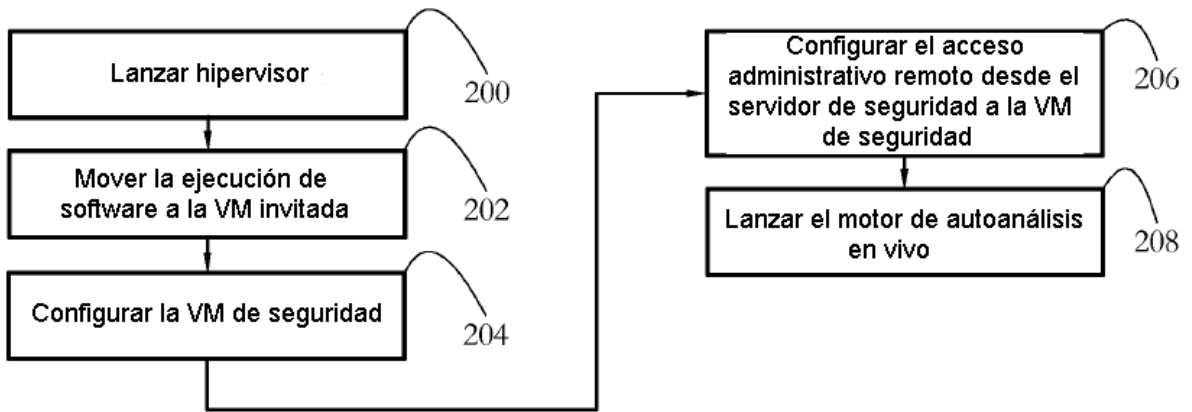 Lanzar hipervisor
200
Mover la ejecución de
software a la VM invitada
202
Configurar la VM de seguridad
204
Configurar el acceso
administrativo remoto desde el
servidor de seguridad a la VM
de seguridad
206
Lanzar el motor de autoanálisis
en vivo
208